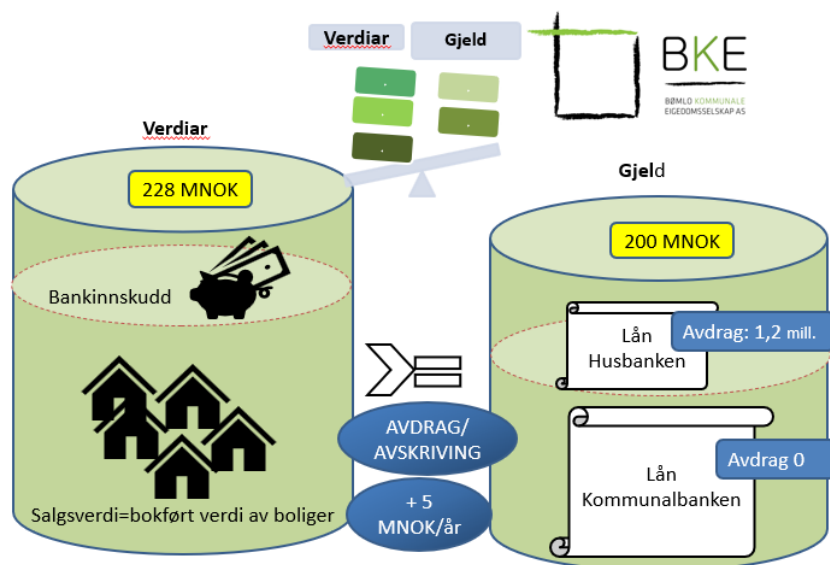 Verdiar
Gjeld
BKE
BØMLO KOMMUNALE
EIGEDOMSSELSKAP AS
Verdiar
228 MNOK
Bankinnskudd
Salgsverdi=bokført verdi av boliger
AVDRAG/
AVSKRIVING
+ 5
MNOK/år
Gjeld
200 MNOK
Lån
Husbanken
Avdrag: 1,2 mill.
Lån
Kommunalbanken
Avdrag 0